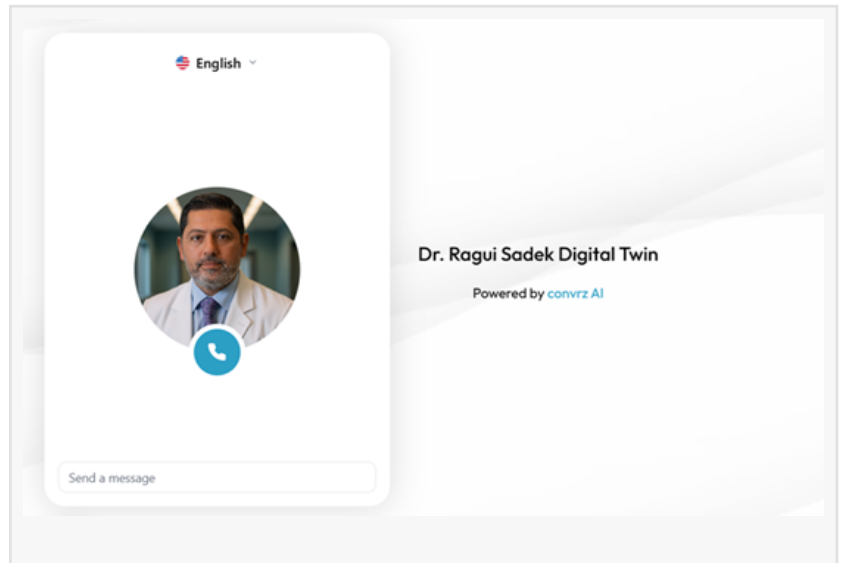 English
Dr. Ragui Sadek Digital Twin
Powered by convrz AI
Send a message